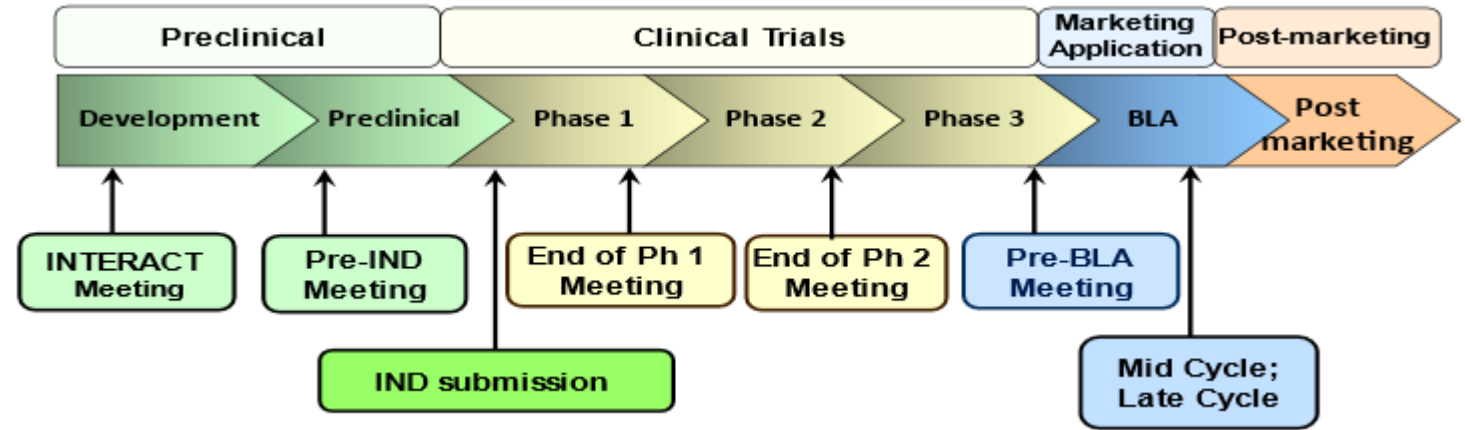 Preclinical
Clinical Trials
Marketing
Application
Post-marketing
Development
Preclinical
Phase 1
Phase 2
Phase 3
BLA
Post
marketing
INTERACT
Meeting
Pre-IND
Meeting
End of Ph 1
Meeting
End of Ph 2
Meeting
Pre-BLA
Meeting
IND submission
Mid Cycle;
Late Cycle